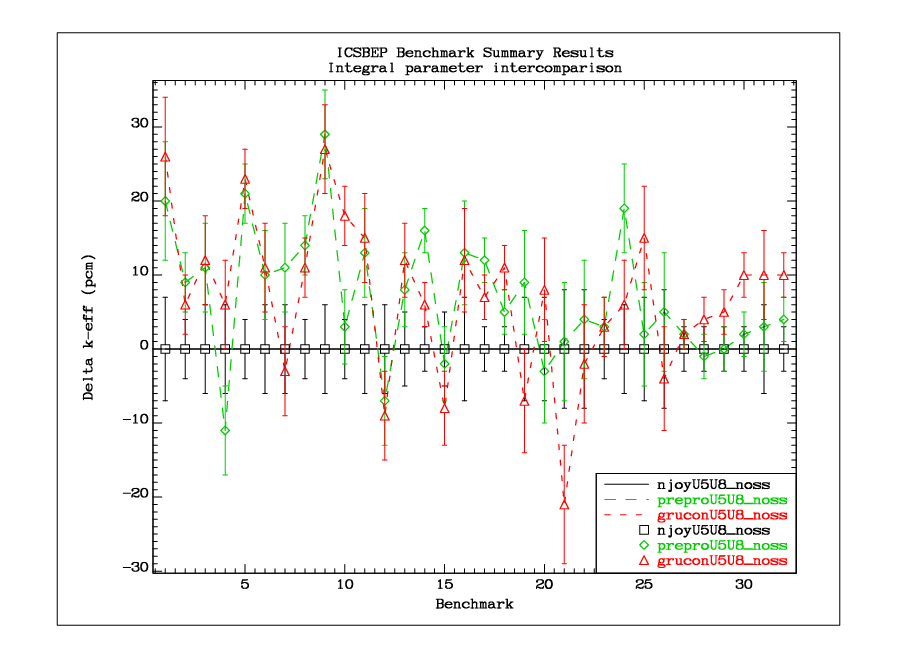 ICSBEP Benchmark Summary Results
Integral parameter intercomparison
30
20
10
0
-10
-20
-30
Delta k-eff (pcm)
5
10
15
20
25
30
Benchmark
njoyU5U8_noss
preproU5U8_noss
gruconU5U8_noss
njoyU5U8_noss
preproU5U8_noss
gruconU5U8_noss